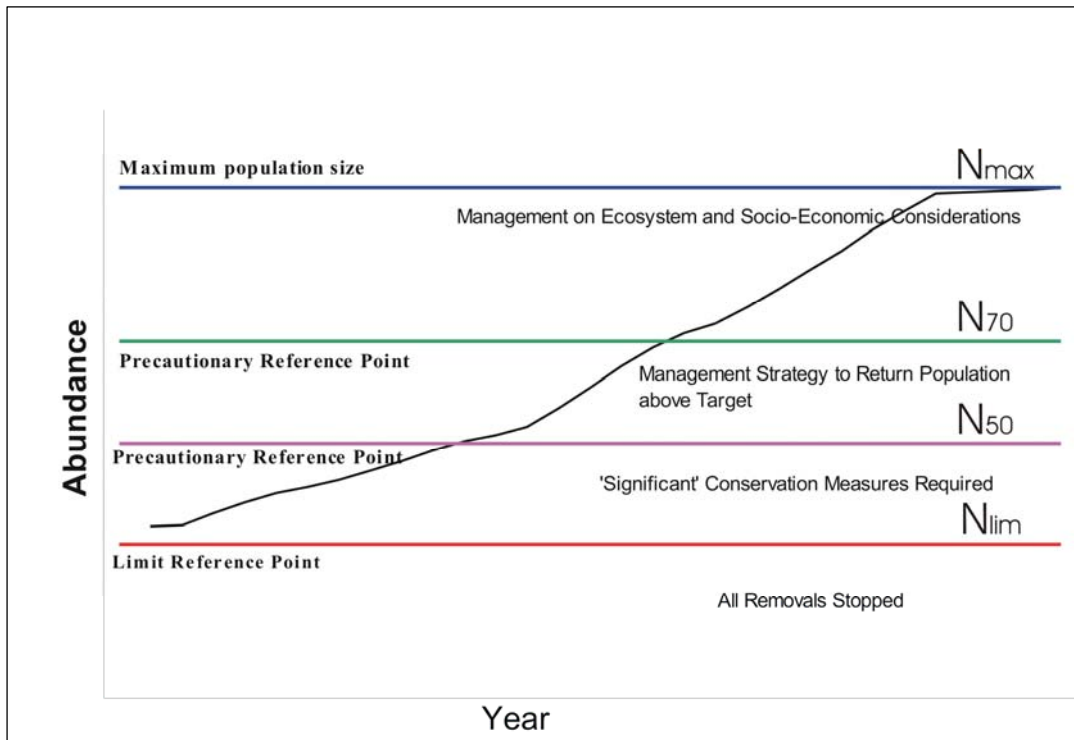 Maximum population size
Nmax
Management on Ecosystem and Socio-Economic Considerations
N70
Precautionary Reference Point
Management Strategy to Return Population
above Target
N50
Precautionary Reference Point
'Significant' Conservation Measures Required
Nlim
Limit Reference Point
All Removals Stopped
Abundance
Year